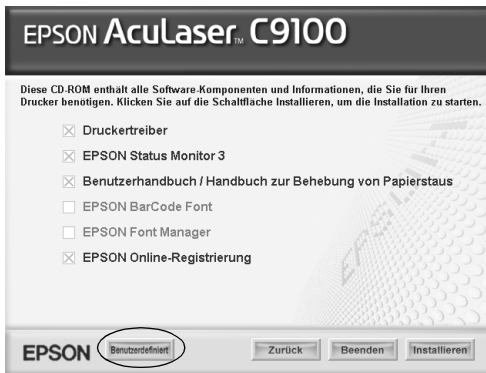 EPSON AcuLaser™ C9100
Diese CD-ROM enthält alle Software-Komponenten und Informationen, die Sie für Ihren
Drucker benötigen. Klicken Sie auf die Schaltfläche Installieren, um die Installation zu starten.
Druckertreiber
EPSON Status Monitor 3
Benutzerhandbuch / Handbuch zur Behebung von Papierstaus
EPSON BarCode Font
EPSON Font Manager
EPSON Online-Registrierung
EPSON
EPSON Benutzerdefiniert Zurück Beenden Installieren